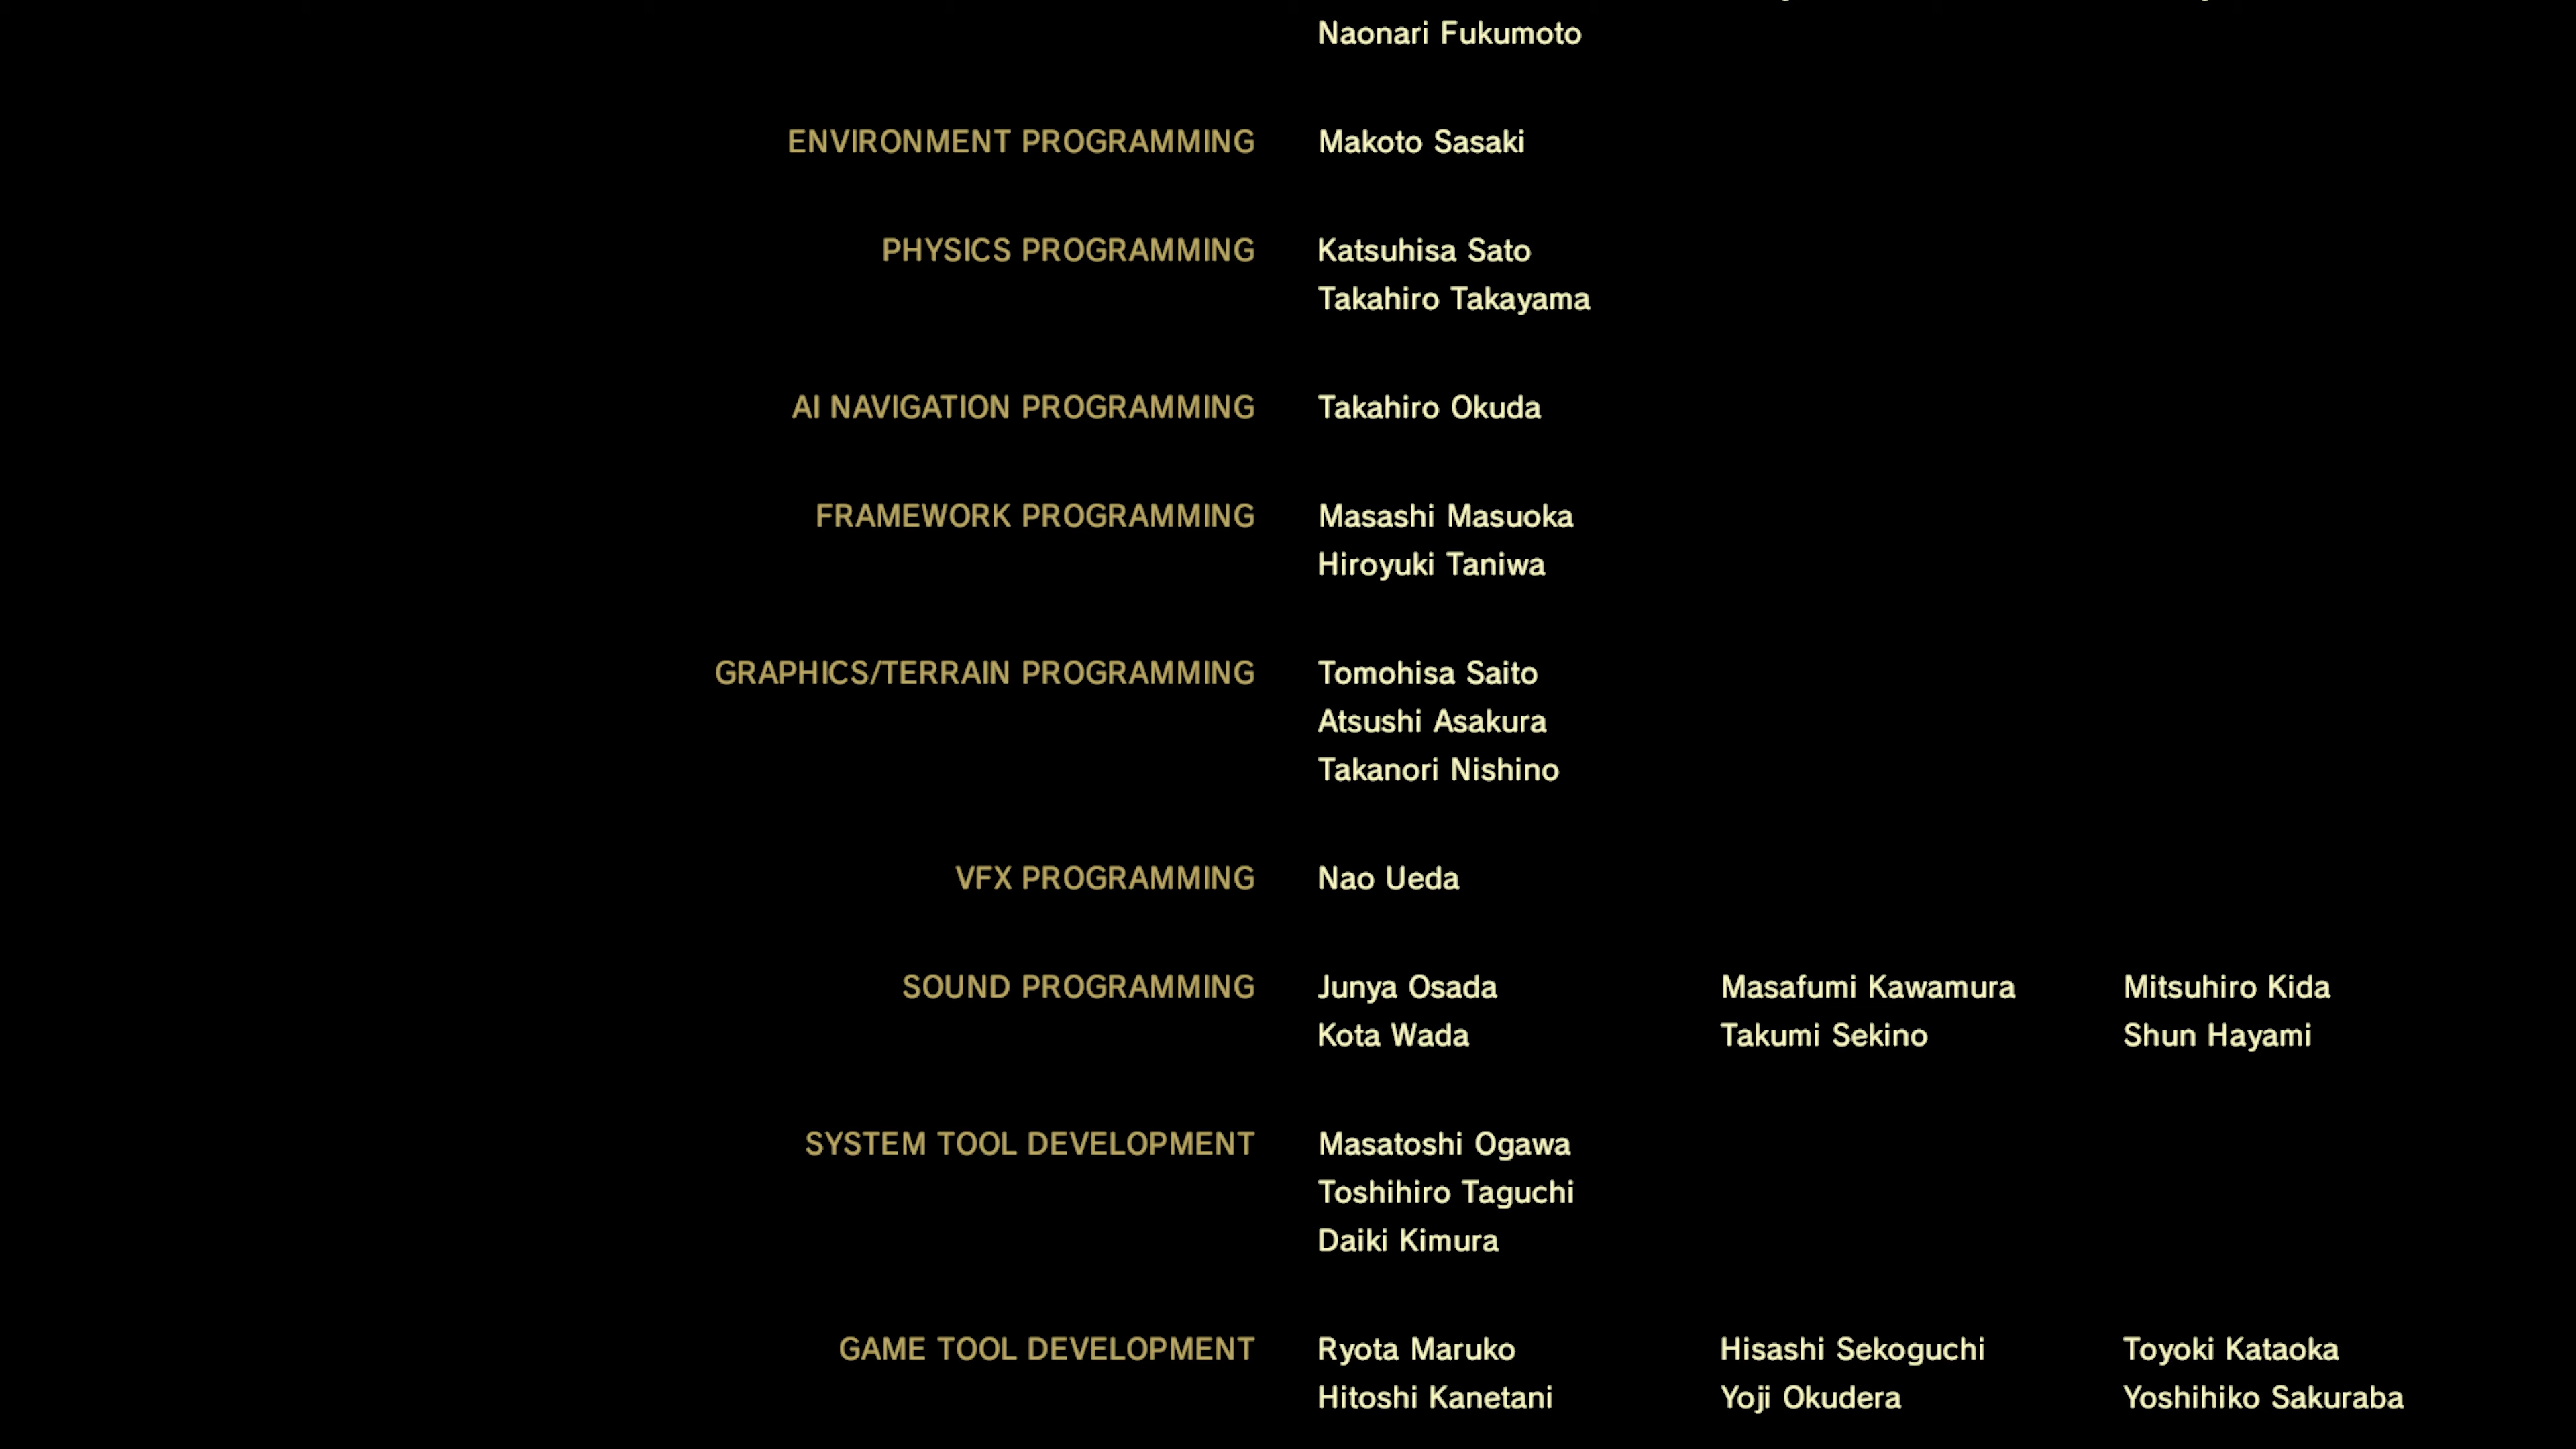 Naonari Fukumoto
ENVIRONMENT PROGRAMMING Makoto Sasaki
PHYSICS PROGRAMMING Katsuhisa Sato
Takahiro Takayama
AI NAVIGATION PROGRAMMING Takahiro Okuda
FRAMEWORK PROGRAMMING Masashi Masuoka
Hiroyuki Taniwa
GRAPHICS/TERRAIN PROGRAMMING Tomohisa Saito
Atsushi Asakura
Takanori Nishino
VFX PROGRAMMING Nao Ueda
SOUND PROGRAMMING Junya Osada Masafumi Kawamura Mitsuhiro Kida
Kota Wada Takumi Sekino Shun Hayami
SYSTEM TOOL DEVELOPMENT Masatoshi Ogawa
Toshihiro Taguchi
Daiki Kimura
GAME TOOL DEVELOPMENT Ryota Maruko Hisashi Sekoguchi Toyoki Kataoka
Hitoshi Kanetani Yoji Okudera Yoshihiko Sakuraba